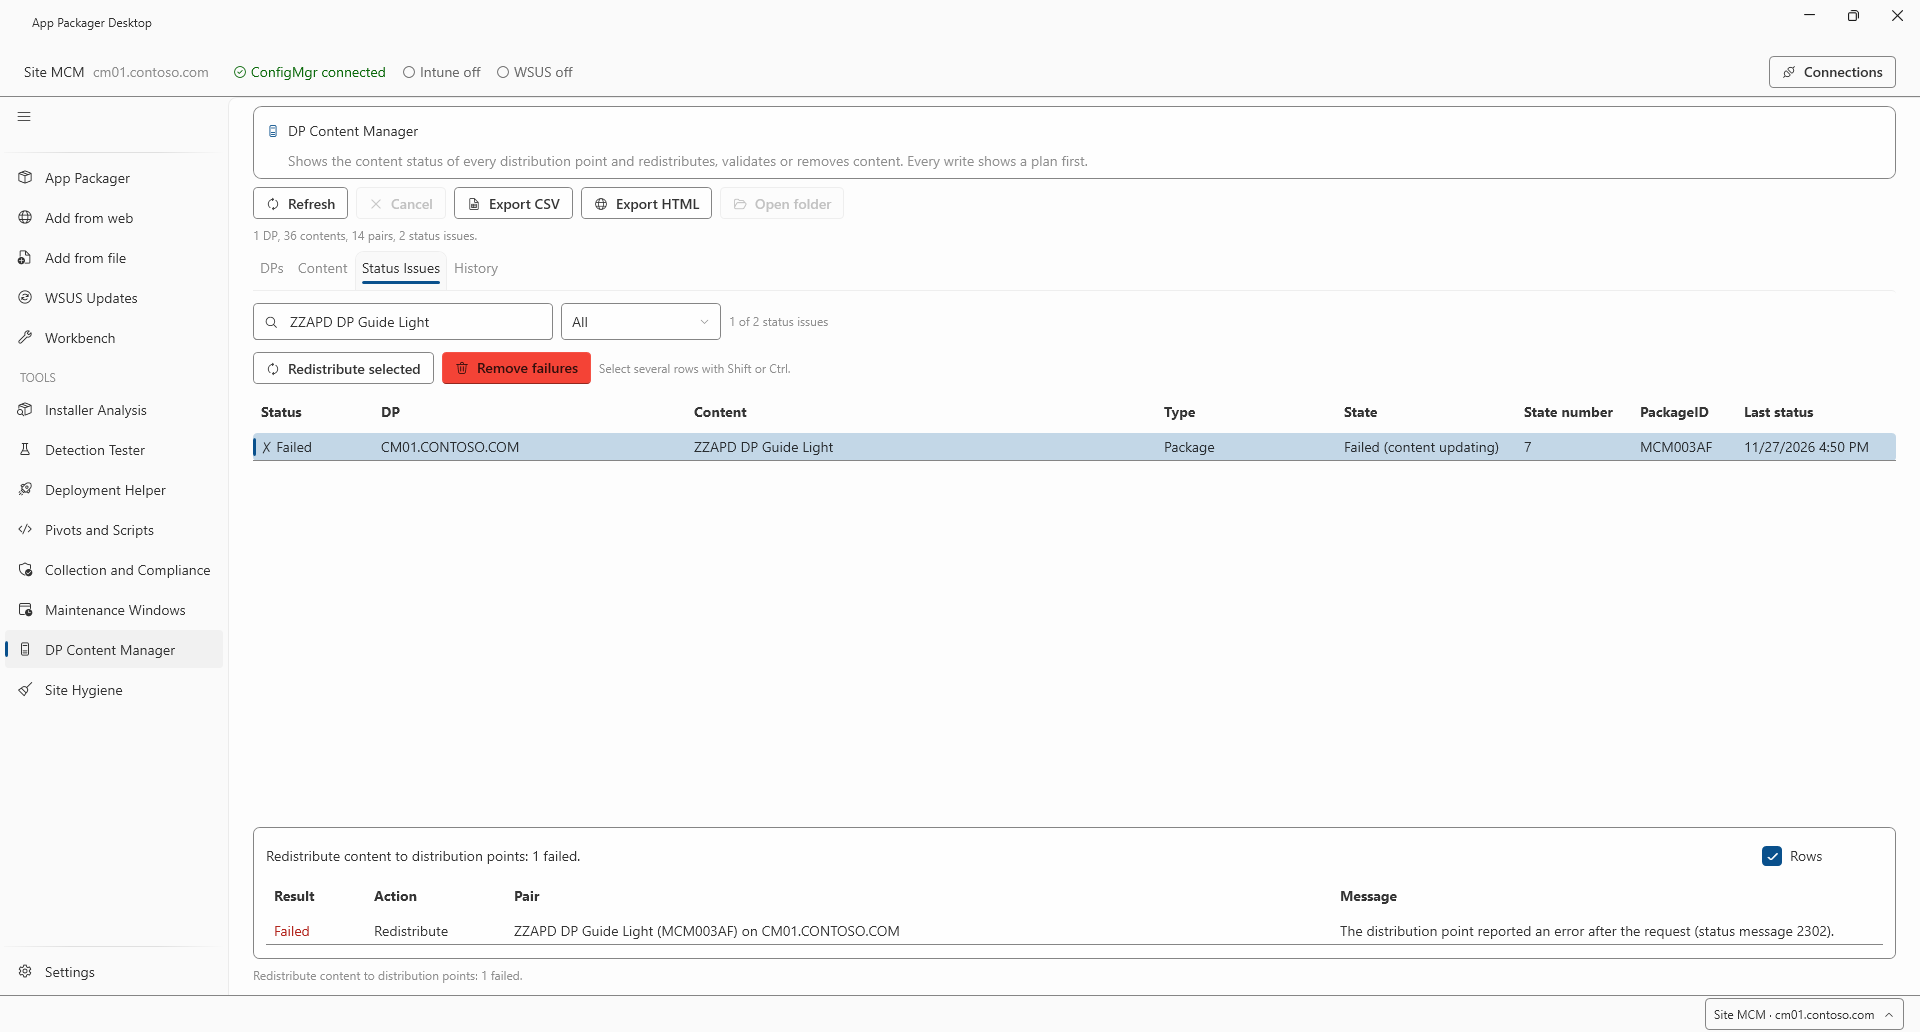 App Packager Desktop
Site MCM cm01.contoso.com ConfigMgr connected Intune off WSUS off Connections
DP Content Manager
Shows the content status of every distribution point and redistributes, validates or removes content. Every write shows a plan first.
Refresh Cancel Export CSV Export HTML Open folder
1 DP, 36 contents, 14 pairs, 2 status issues.
DPs Content Status Issues History
ZZAPD DP Guide Light All 1 of 2 status issues
Redistribute selected Remove failures Select several rows with Shift or Ctrl.
Status DP Content Type State State number PackageID Last status
X Failed CM01.CONTOSO.COM ZZAPD DP Guide Light Package Failed (content updating) 7 MCM003AF 11/27/2026 4:50 PM
App Packager
Add from web
Add from file
WSUS Updates
Workbench
TOOLS
Installer Analysis
Detection Tester
Deployment Helper
Pivots and Scripts
Collection and Compliance
Maintenance Windows
DP Content Manager
Site Hygiene
Settings
Redistribute content to distribution points: 1 failed. Rows
Result Action Pair Message
Failed Redistribute ZZAPD DP Guide Light (MCM003AF) on CM01.CONTOSO.COM The distribution point reported an error after the request (status message 2302).
Redistribute content to distribution points: 1 failed.
Site MCM · cm01.contoso.com